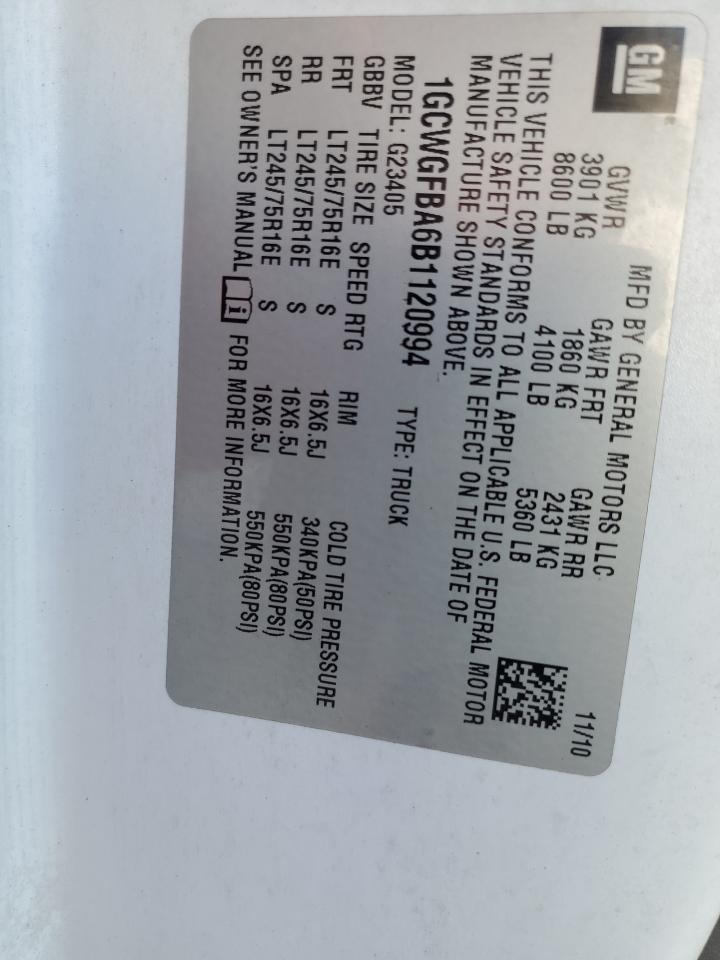 GM
MFD BY GENERAL MOTORS LLC 11/10
GVWR GAWR FRT GAWR RR
3901 KG 1860 KG 2431 KG
8600 LB 4100 LB 5360 LB
THIS VEHICLE CONFORMS TO ALL APPLICABLE U.S. FEDERAL MOTOR
VEHICLE SAFETY STANDARDS IN EFFECT ON THE DATE OF
MANUFACTURE SHOWN ABOVE.
1GCWGFBA6B1120994 TYPE: TRUCK
MODEL: G23405
GBBV TIRE SIZE SPEED RTG RIM COLD TIRE PRESSURE
FRT LT245/75R16E S 16X6.5J 340KPA(50PSI)
RR LT245/75R16E S 16X6.5J 550KPA(80PSI)
SPA LT245/75R16E S 16X6.5J 550KPA(80PSI)
SEE OWNER'S MANUAL i FOR MORE INFORMATION.